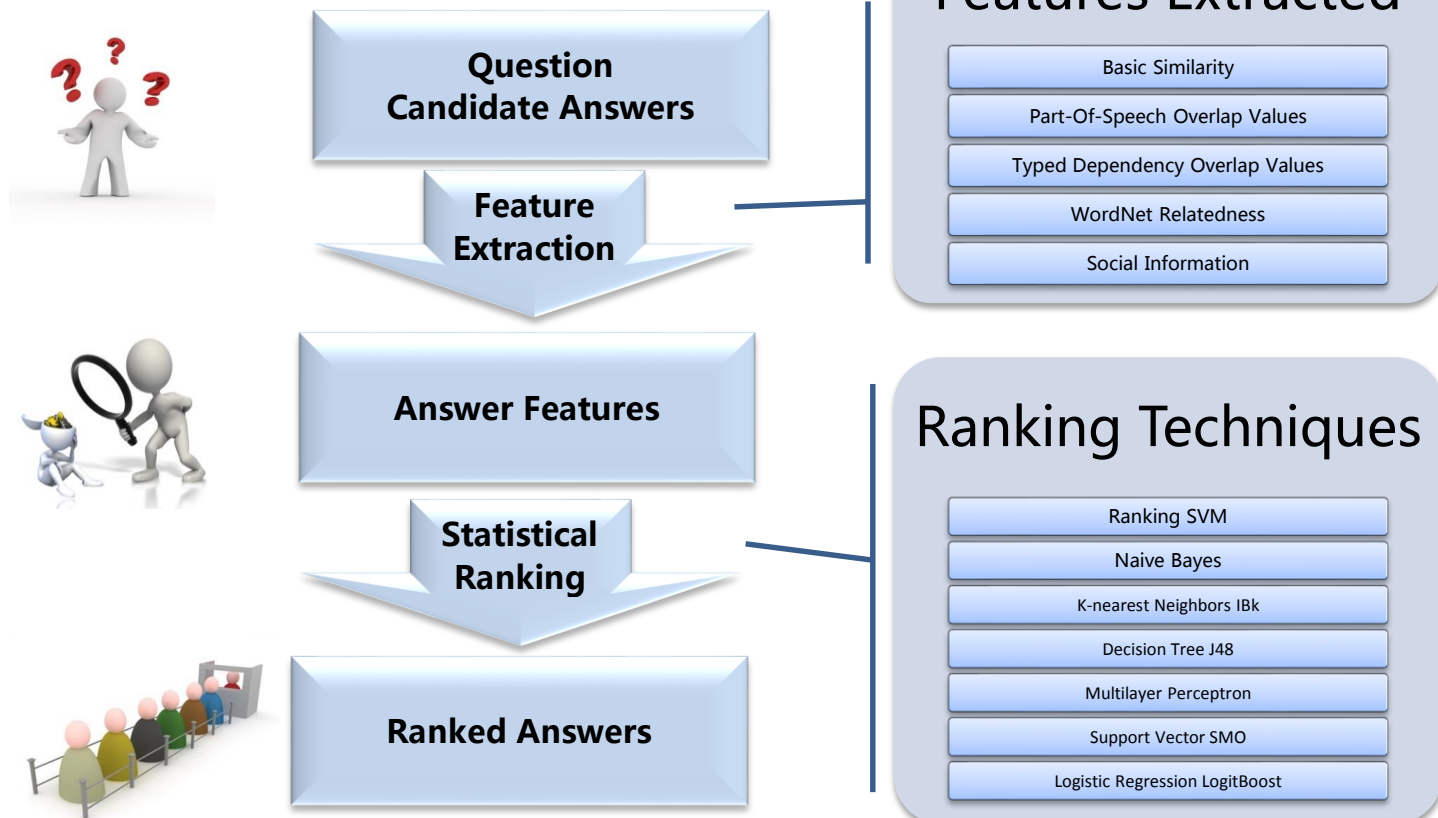 Question
Candidate Answers
Feature
Extraction
Answer Features
Statistical
Ranking
Ranked Answers
Features Extracted
Basic Similarity
Part-Of-Speech Overlap Values
Typed Dependency Overlap Values
WordNet Relatedness
Social Information
Ranking Techniques
Ranking SVM
Naive Bayes
K-nearest Neighbors IBk
Decision Tree J48
Multilayer Perceptron
Support Vector SMO
Logistic Regression LogitBoost